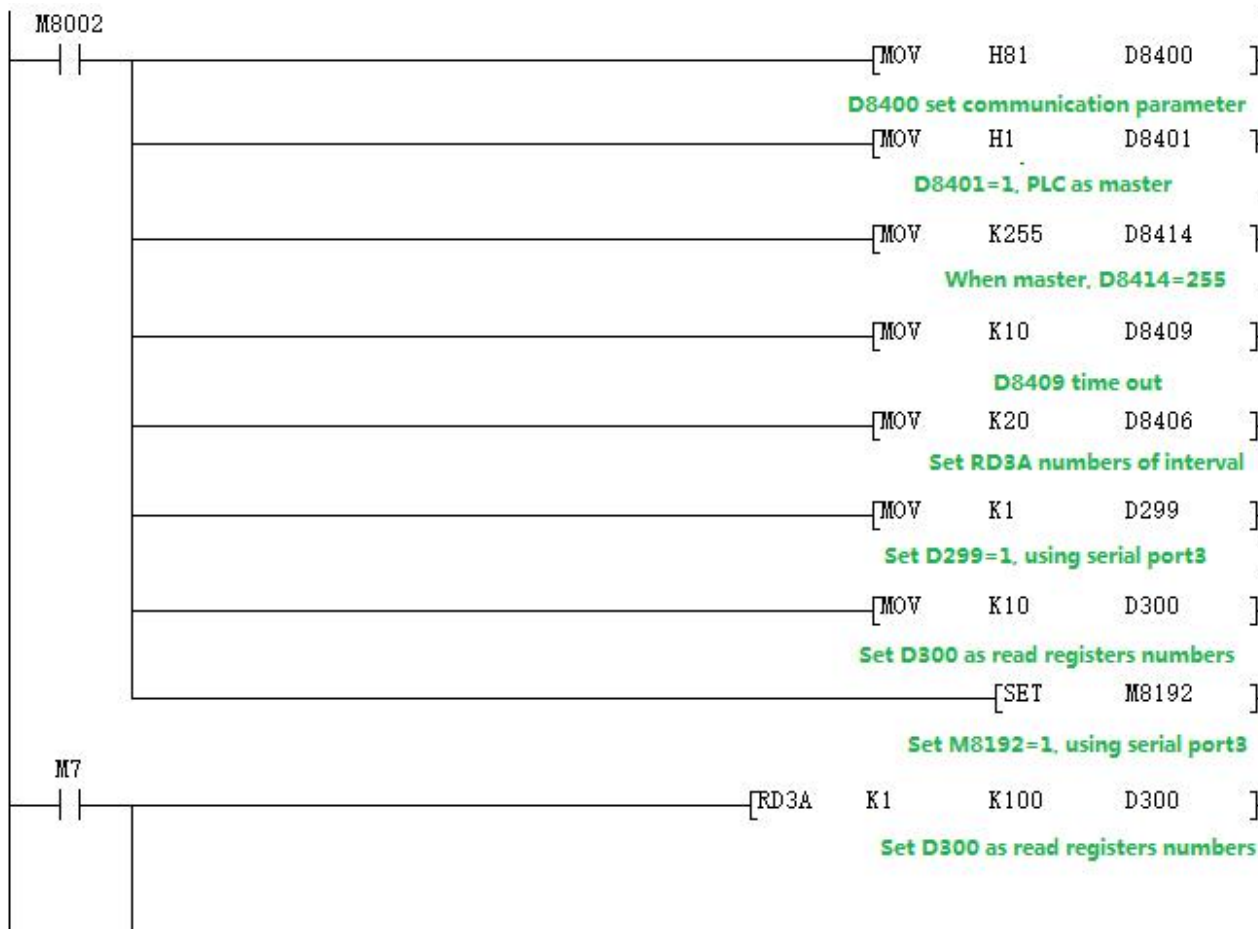 M8002
[MOV H81 D8400 ]
D8400 set communication parameter
[MOV H1 D8401 ]
D8401=1, PLC as master
[MOV K255 D8414 ]
When master, D8414=255
[MOV K10 D8409 ]
D8409 time out
[MOV K20 D8406 ]
Set RD3A numbers of interval
[MOV K1 D299 ]
Set D299=1, using serial port3
[MOV K10 D300 ]
Set D300 as read registers numbers
[SET M8192 ]
Set M8192=1, using serial port3
M7
[RD3A K1 K100 D300 ]
Set D300 as read registers numbers